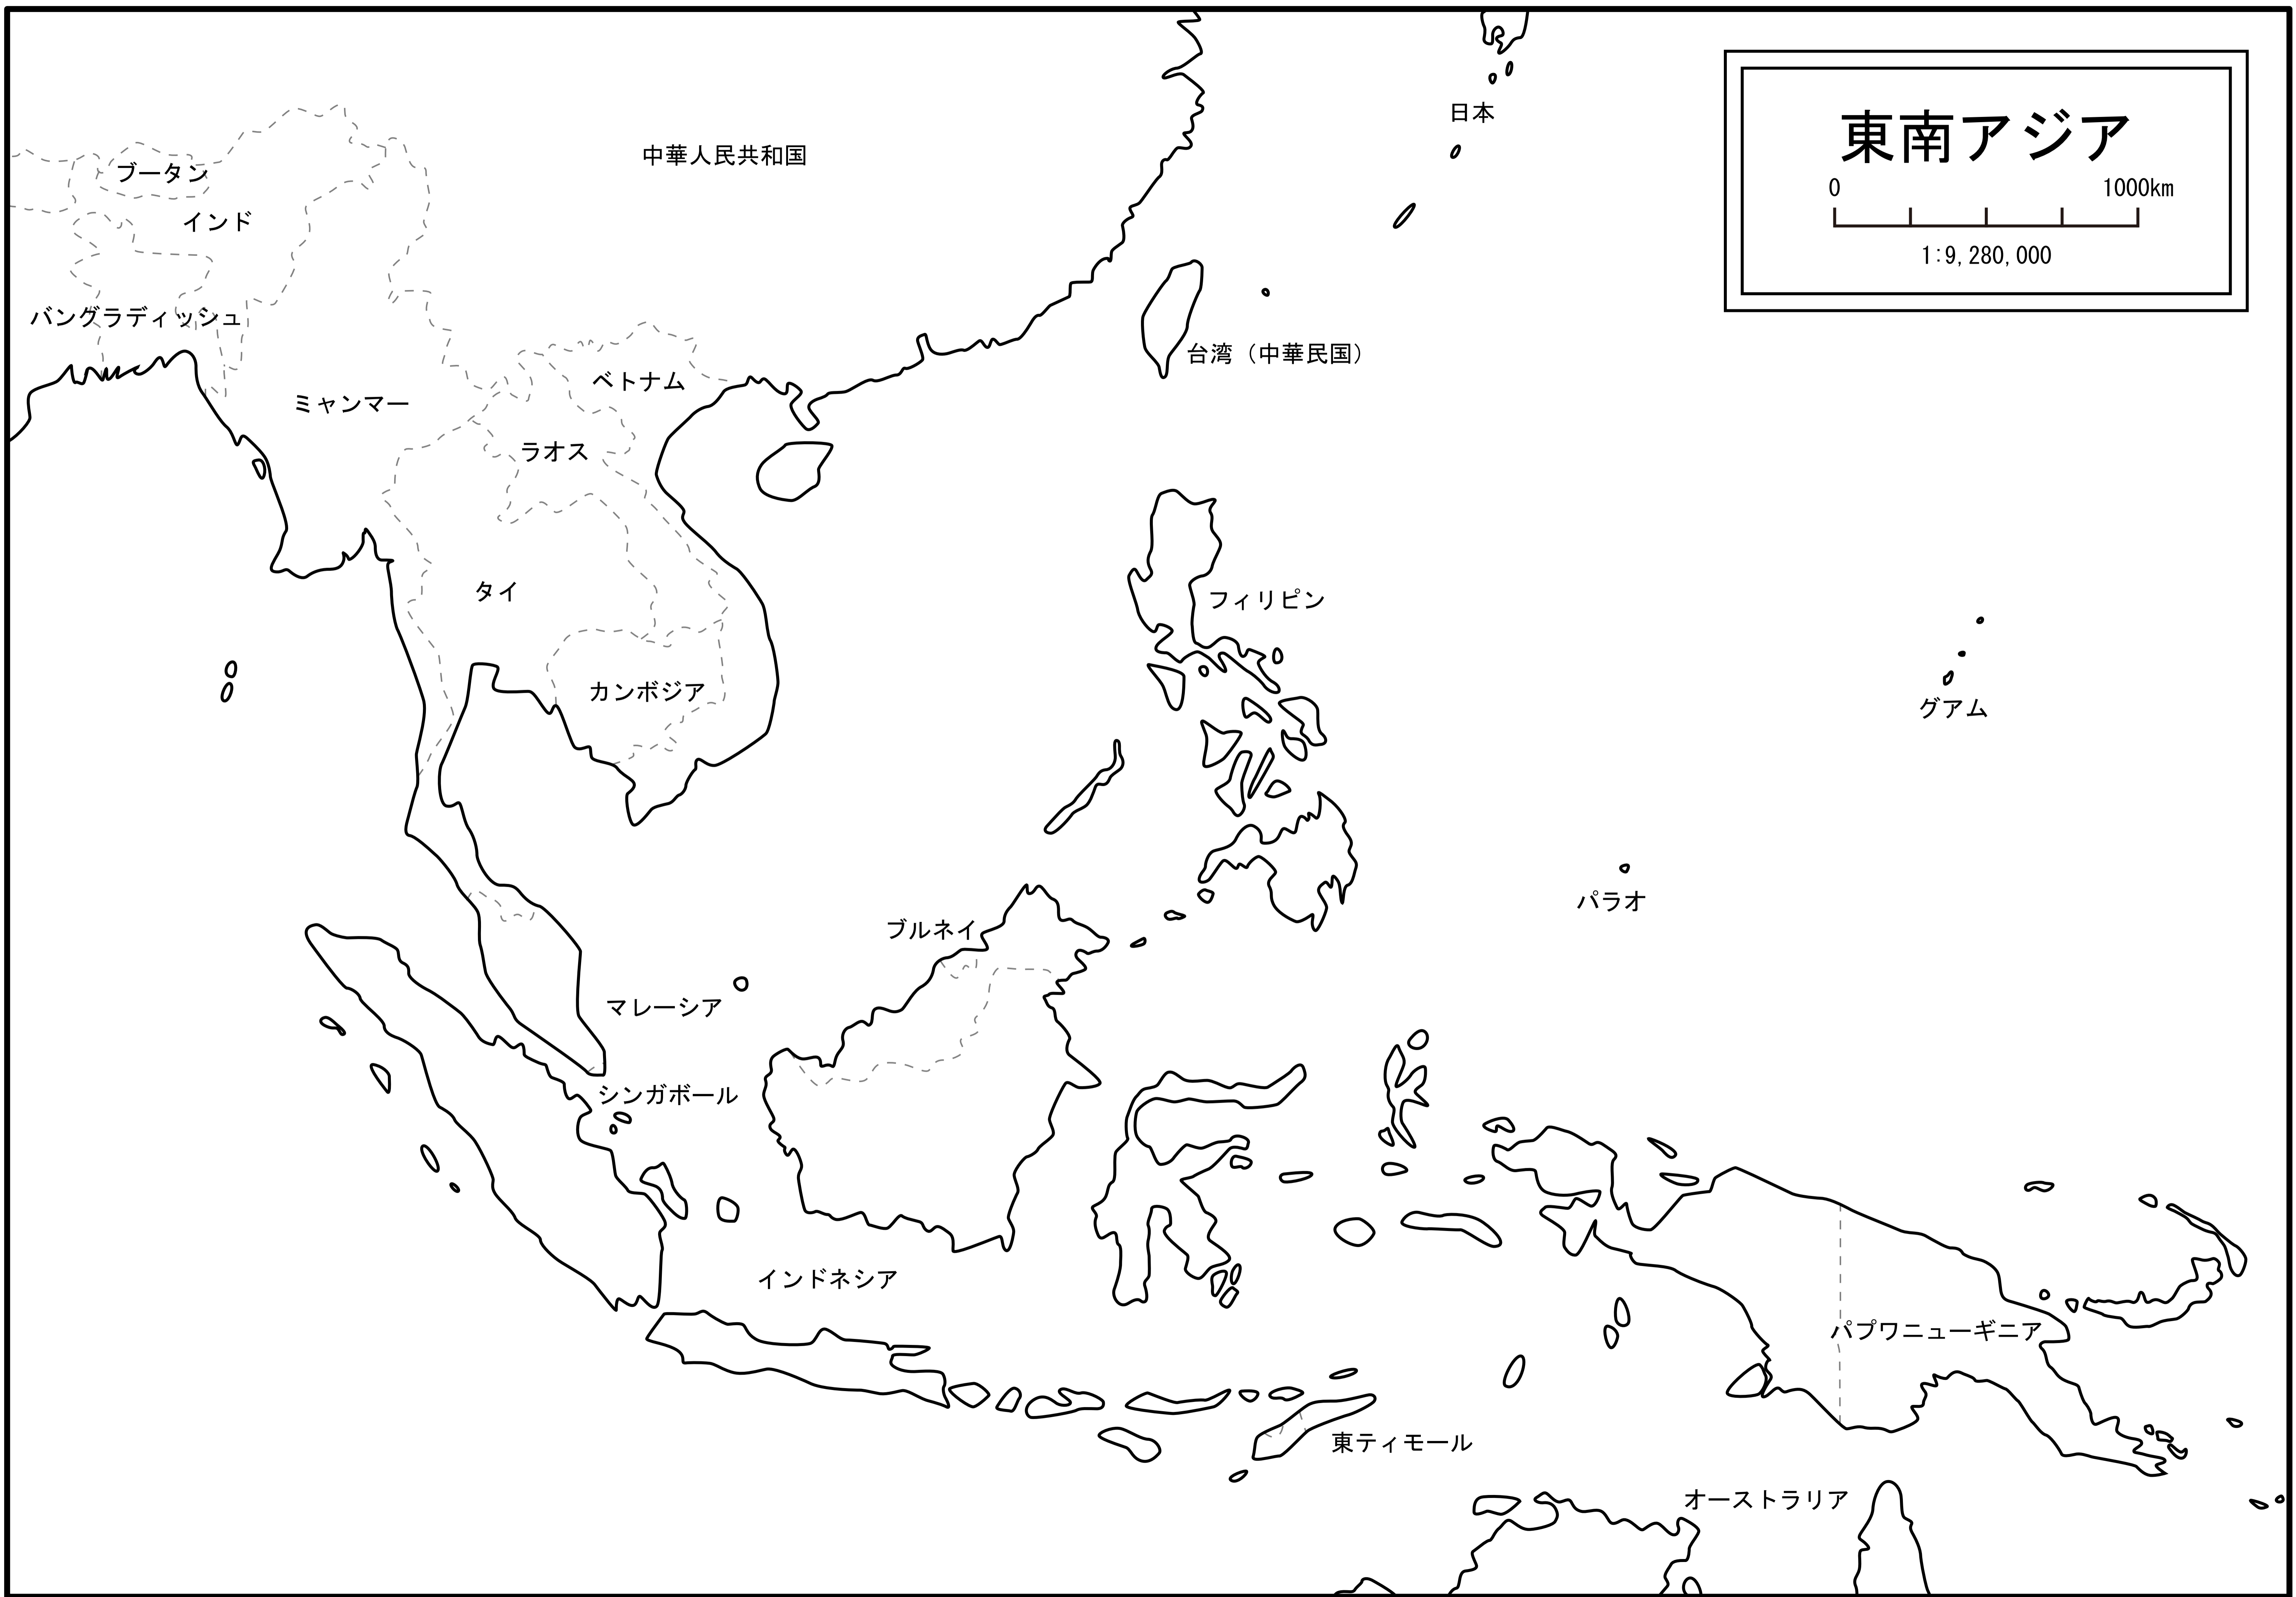 東南アジア
0 1000km
1:9,280,000
日本
中華人民共和国
ブータン
インド
バングラディッシュ
台湾（中華民国）
ベトナム
ミャンマー
ラオス
タイ
フィリピン
カンボジア
グアム
パラオ
ブルネイ
マレーシア
シンガポール
インドネシア
パプワニューギニア
東ティモール
オーストラリア